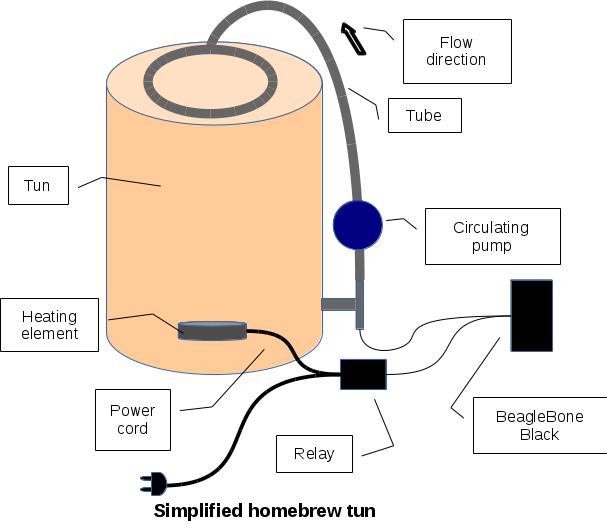 Flow
direction
Tube
Tun
Circulating
pump
Heating
element
Power
cord
BeagleBone
Black
Relay
Simplified homebrew tun